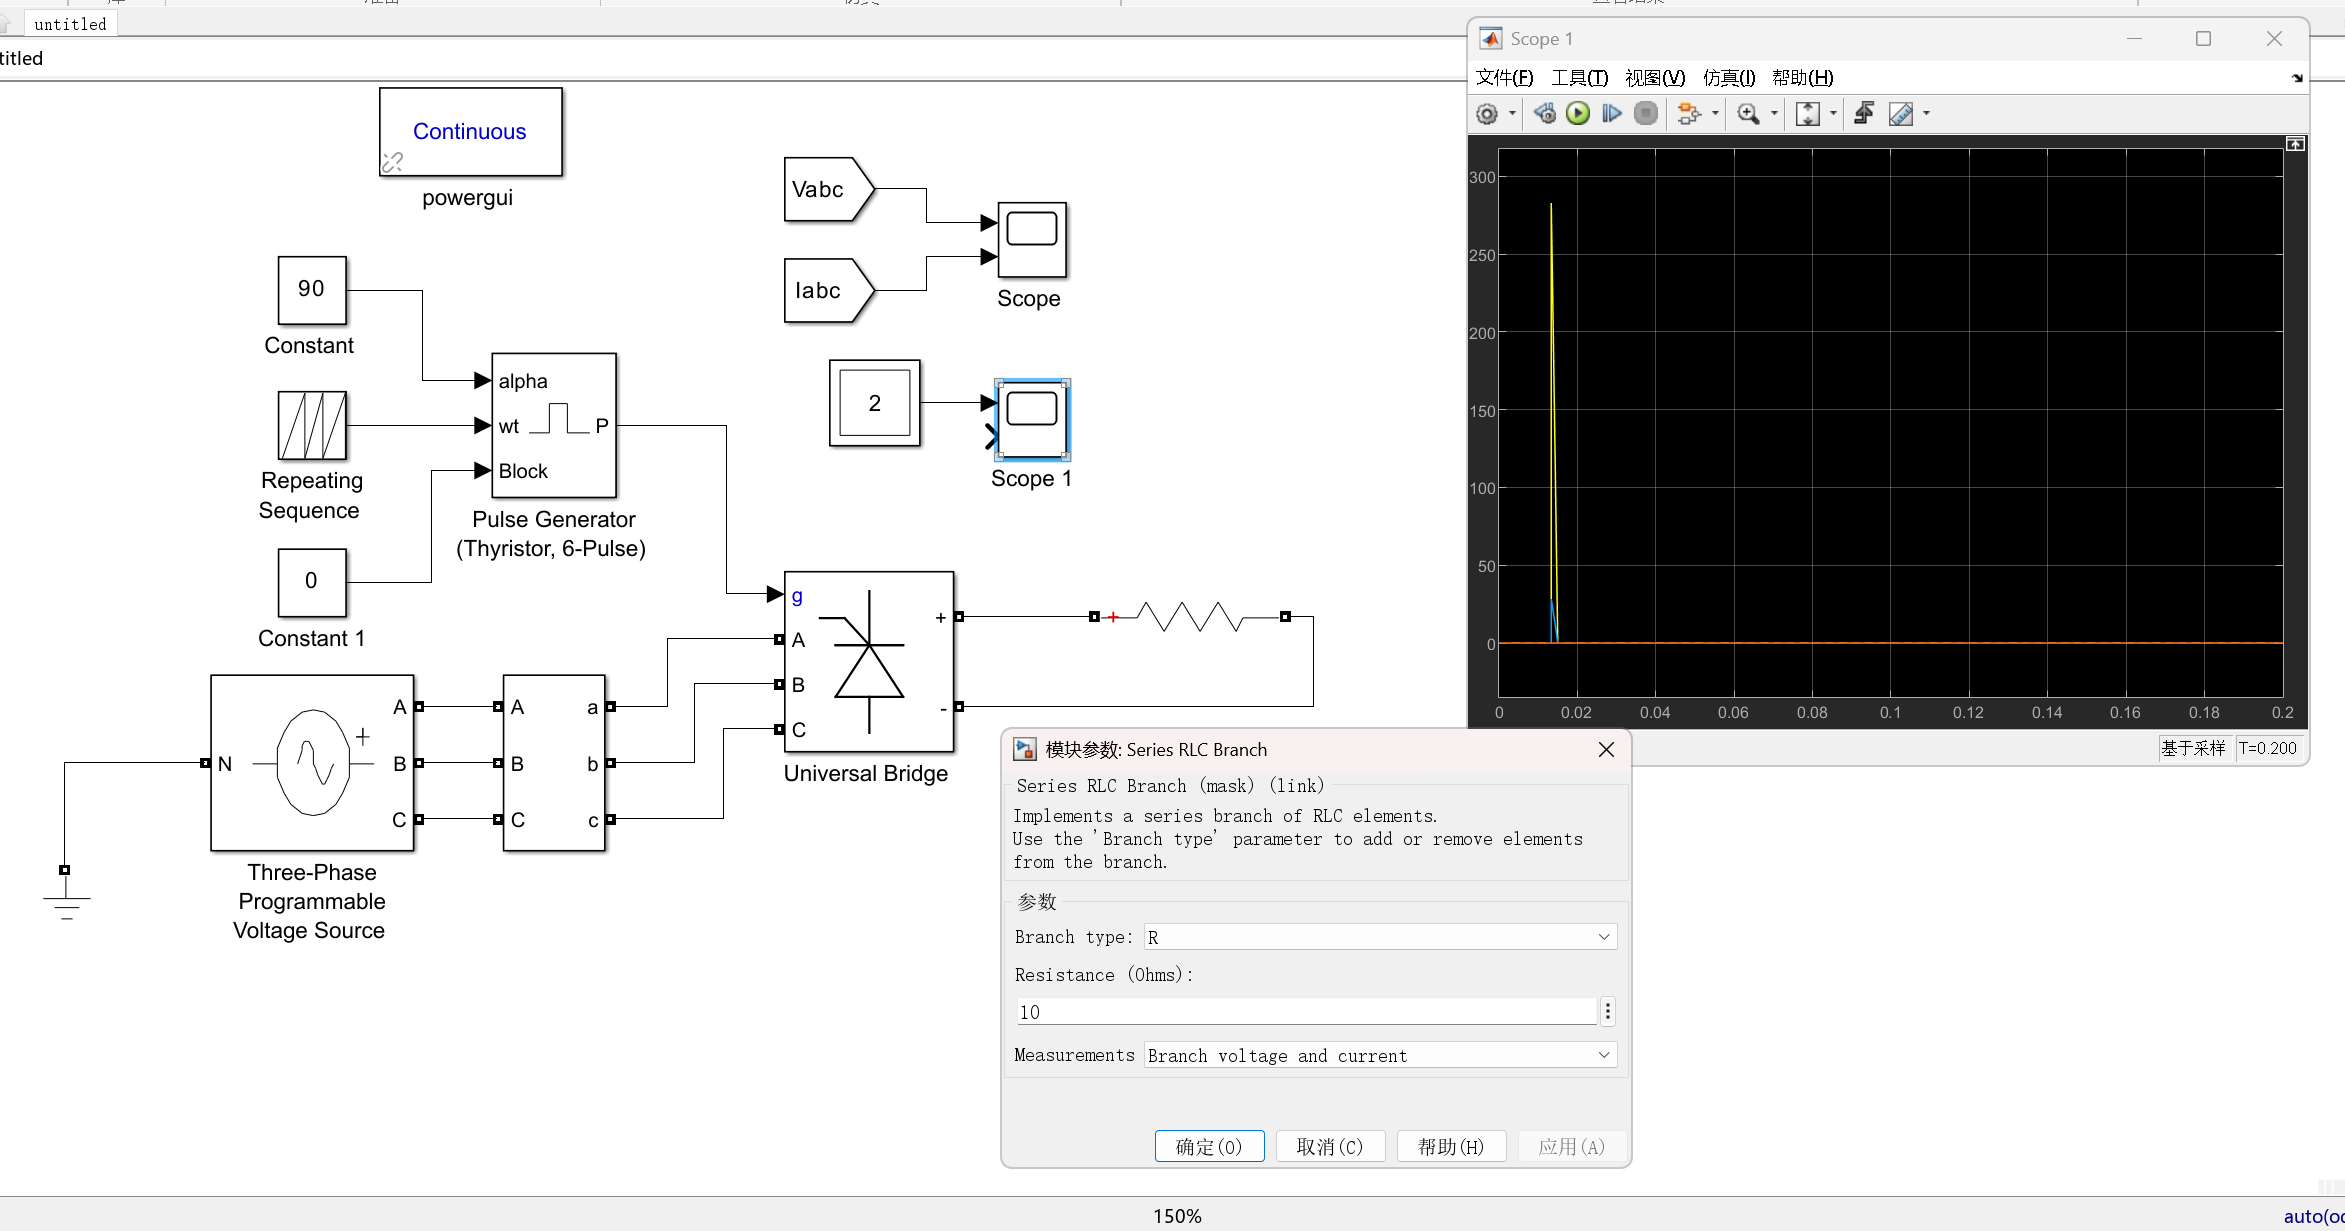 untitled
titled
Continuous
powergui
Vabc
Iabc
Scope
90
Constant
alpha
wt
P
Block
Repeating
Sequence
Pulse Generator
(Thyristor, 6-Pulse)
0
Constant 1
2
Scope 1
g
A
B
C
+
-
+
Universal Bridge
N
A
B
C
+
A
B
C
a
b
c
Three-Phase
Programmable
Voltage Source
Scope 1
文件(F) 工具(T) 视图(V) 仿真(I) 帮助(H)
300
250
200
150
100
50
0
0 0.02 0.04 0.06 0.08 0.1 0.12 0.14 0.16 0.18 0.2
基于采样 T=0.200
模块参数: Series RLC Branch
Series RLC Branch (mask) (link)
Implements a series branch of RLC elements.
Use the 'Branch type' parameter to add or remove elements
from the branch.
参数
Branch type: R
Resistance (Ohms):
10
Measurements Branch voltage and current
确定(O) 取消(C) 帮助(H) 应用(A)
150%